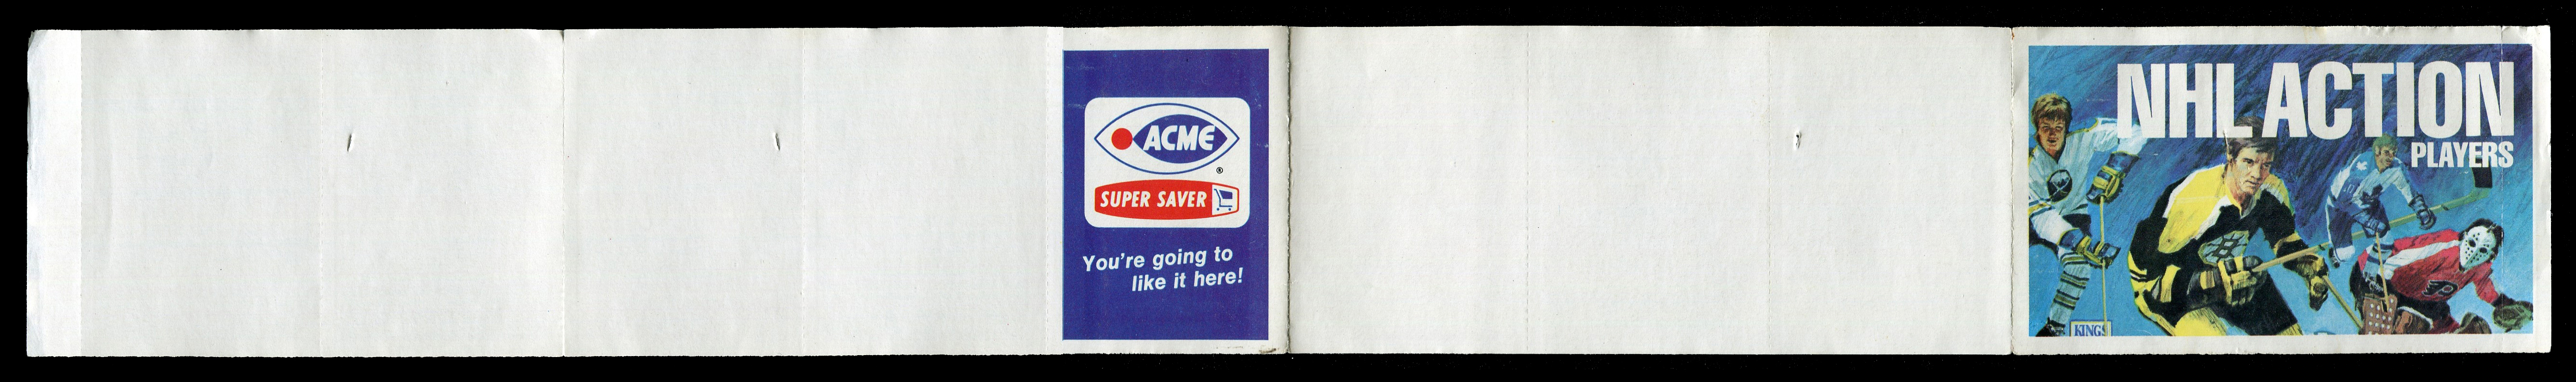 ACME
®
SUPER SAVER
You're going to
like it here!
NHL ACTION
PLAYERS
KINGS